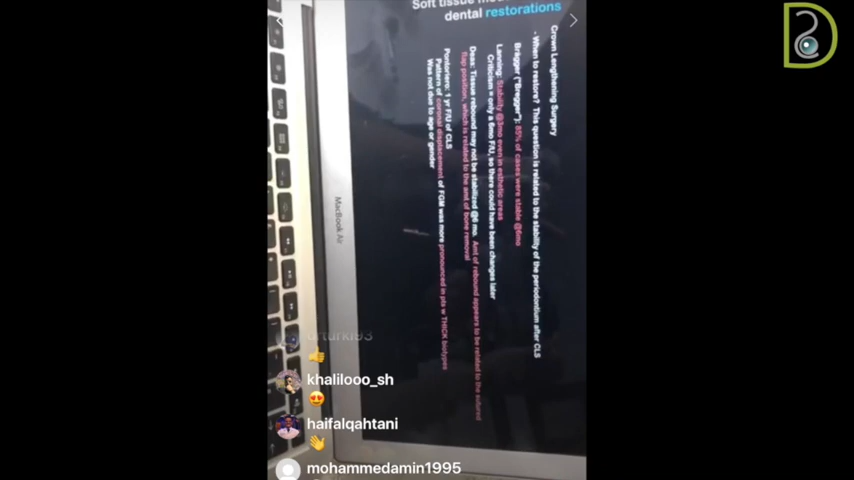 Soft tissue
dental restorations
Crown Lengthening Surgery
- When to restore? This question is related to the stability of the periodontium after CLS
Brägger ("Bregger"): 85% of cases were stable @6mo
Lanning: Stability @3mo even in esthetic areas
Criticism = only a 6mo F/U, so there could have been changes later
Deas: Tissue rebound may not be stabilized @6 mo. Amt of rebound appears to be related to the sutured
flap position, which is related to the amt of bone removal
Pontoriero: 1 yr F/U of CLS
Pattern of coronal displacement of FGM was more pronounced in pts w THICK biotypes
Was not due to age or gender
MacBook Air
khalilooo_sh
haifalqahtani
mohammedamin1995